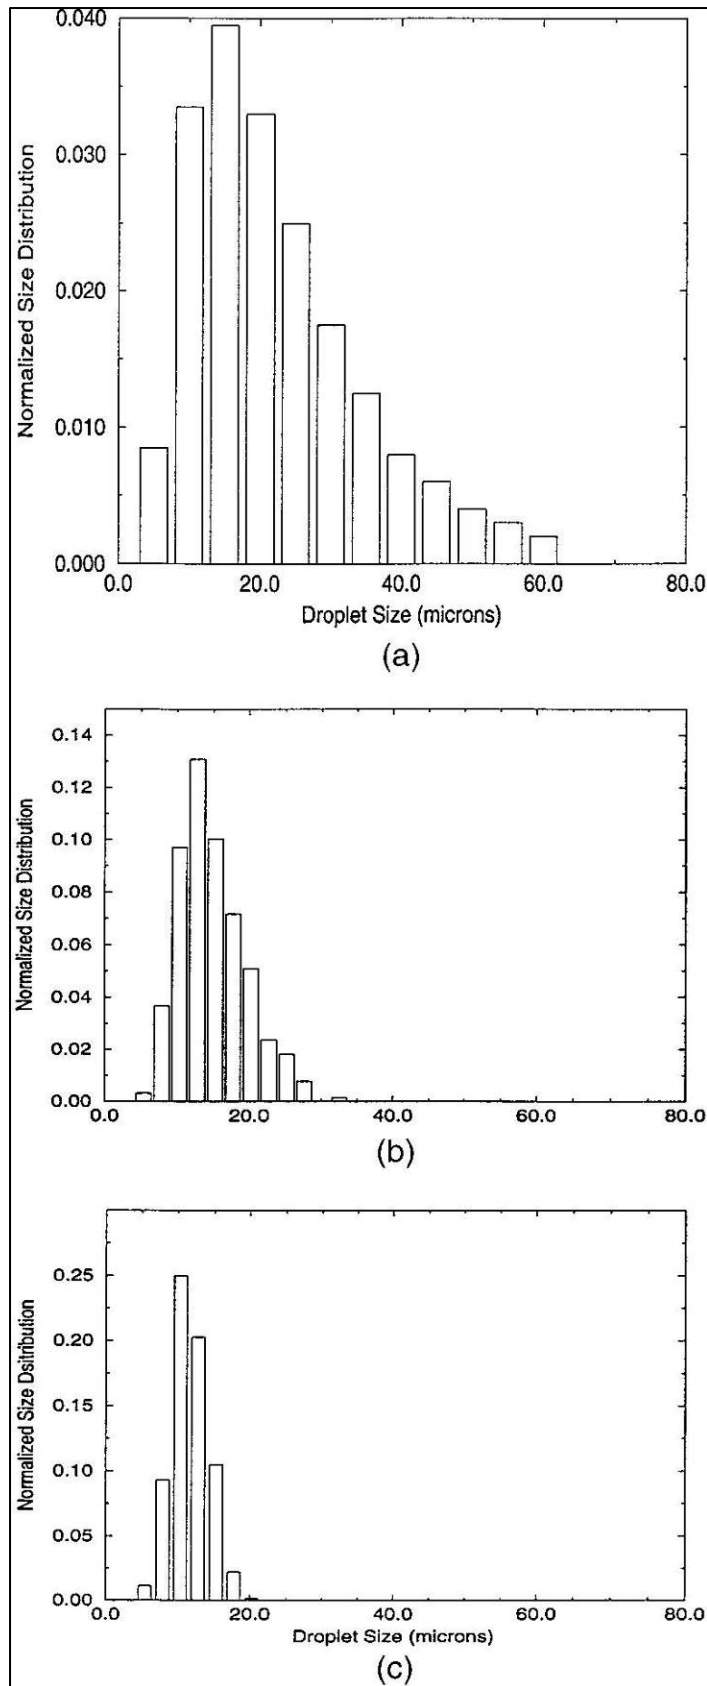 Normalized Size Distribution
0.040
0.030
0.020
0.010
0.000
0.0 20.0 40.0 60.0 80.0
Droplet Size (microns)
(a)
Normalized Size Distribution
0.14
0.12
0.10
0.08
0.06
0.04
0.02
0.00
0.0 20.0 40.0 60.0 80.0
(b)
Normalized Size Dsitribution
0.25
0.20
0.15
0.10
0.05
0.00
0.0 20.0 40.0 60.0 80.0
Droplet Size (microns)
(c)